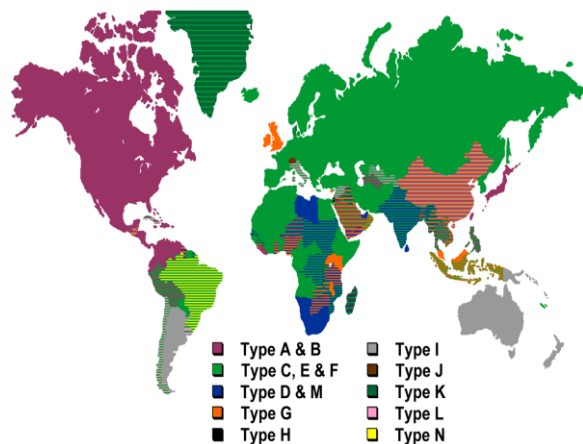 Type A & B
Type C, E & F
Type D & M
Type G
Type H
Type I
Type J
Type K
Type L
Type N